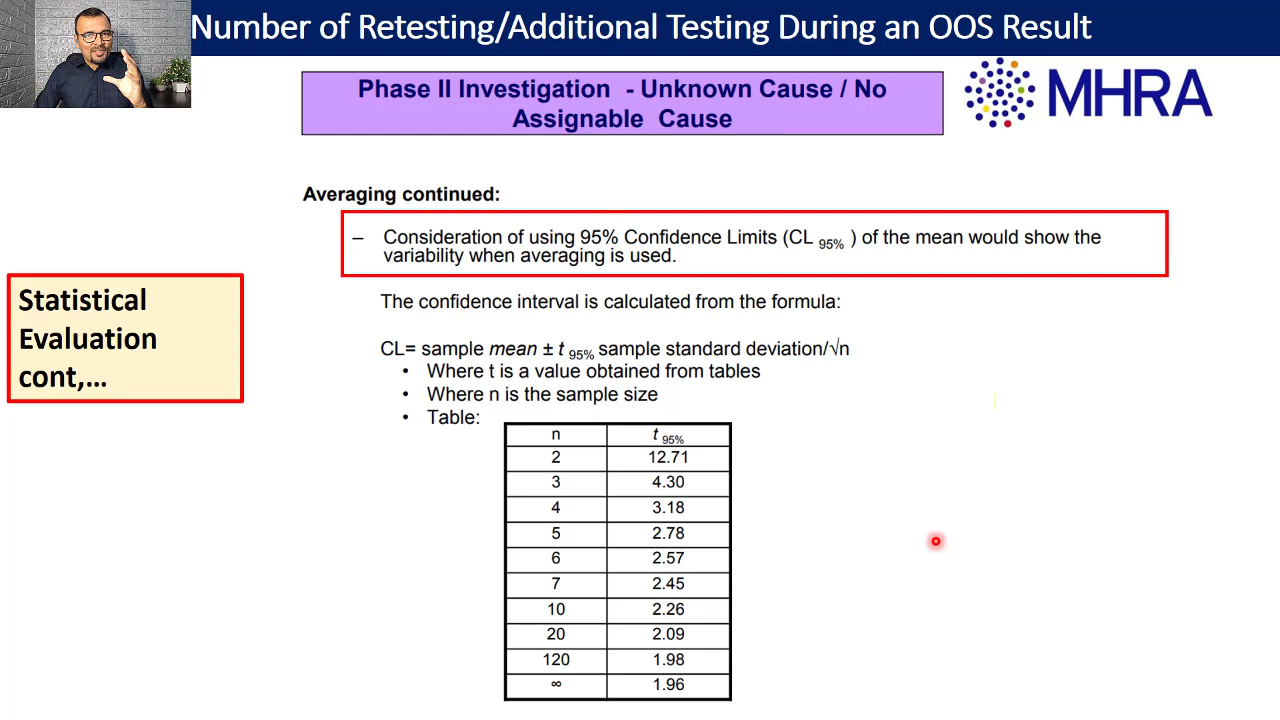 Number of Retesting/Additional Testing During an OOS Result
Phase II Investigation - Unknown Cause / No
Assignable Cause
MHRA
Averaging continued:
– Consideration of using 95% Confidence Limits (CL 95% ) of the mean would show the
variability when averaging is used.
Statistical
Evaluation
cont,...
The confidence interval is calculated from the formula:
CL= sample mean ± t 95% sample standard deviation/√n
• Where t is a value obtained from tables
• Where n is the sample size
• Table:
n t 95%
2 12.71
3 4.30
4 3.18
5 2.78
6 2.57
7 2.45
10 2.26
20 2.09
120 1.98
∞ 1.96